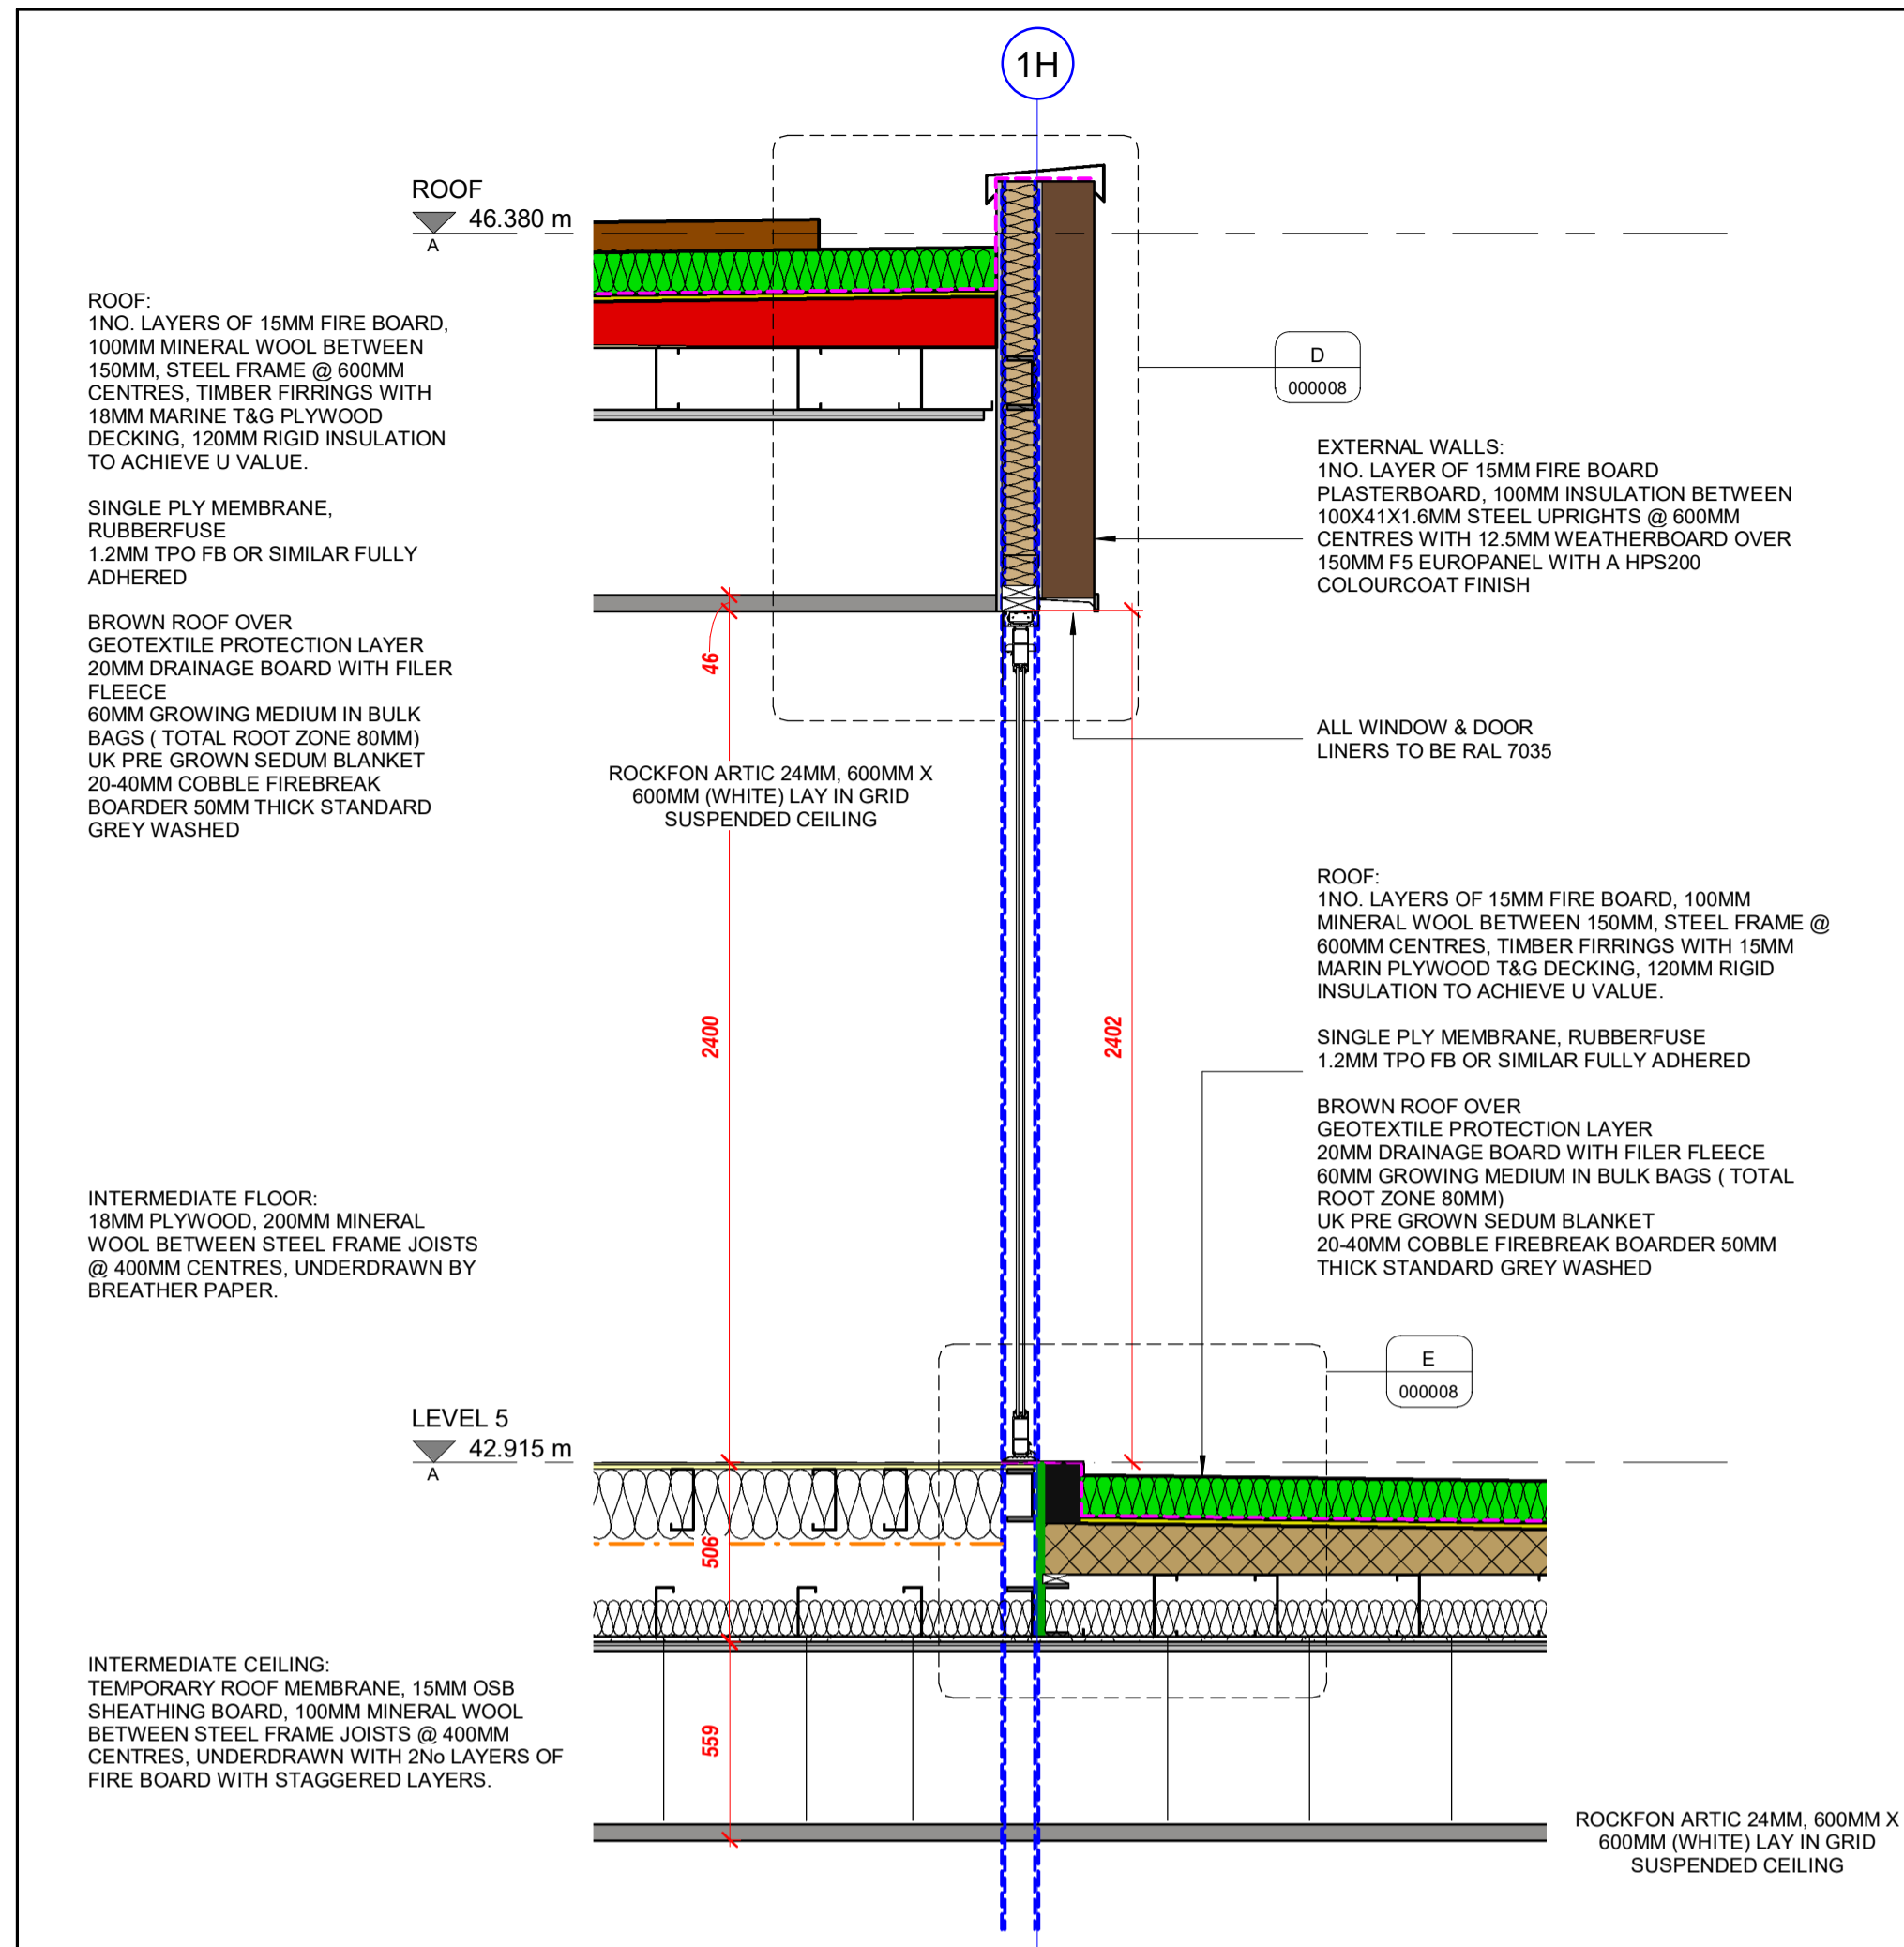 1H
ROOF
46.380 m
A
ROOF:
1NO. LAYERS OF 15MM FIRE BOARD,
100MM MINERAL WOOL BETWEEN
150MM, STEEL FRAME @ 600MM
CENTRES, TIMBER FIRRINGS WITH
18MM MARINE T&G PLYWOOD
DECKING, 120MM RIGID INSULATION
TO ACHIEVE U VALUE.
SINGLE PLY MEMBRANE,
RUBBERFUSE
1.2MM TPO FB OR SIMILAR FULLY
ADHERED
BROWN ROOF OVER
GEOTEXTILE PROTECTION LAYER
20MM DRAINAGE BOARD WITH FILER
FLEECE
60MM GROWING MEDIUM IN BULK
BAGS ( TOTAL ROOT ZONE 80MM)
UK PRE GROWN SEDUM BLANKET
20-40MM COBBLE FIREBREAK
BOARDER 50MM THICK STANDARD
GREY WASHED
D
000008
EXTERNAL WALLS:
1NO. LAYER OF 15MM FIRE BOARD
PLASTERBOARD, 100MM INSULATION BETWEEN
100X41X1.6MM STEEL UPRIGHTS @ 600MM
CENTRES WITH 12.5MM WEATHERBOARD OVER
150MM F5 EUROPANEL WITH A HPS200
COLOURCOAT FINISH
46
ALL WINDOW & DOOR
LINERS TO BE RAL 7035
ROCKFON ARTIC 24MM, 600MM X
600MM (WHITE) LAY IN GRID
SUSPENDED CEILING
2400
2402
ROOF:
1NO. LAYERS OF 15MM FIRE BOARD, 100MM
MINERAL WOOL BETWEEN 150MM, STEEL FRAME @
600MM CENTRES, TIMBER FIRRINGS WITH 15MM
MARIN PLYWOOD T&G DECKING, 120MM RIGID
INSULATION TO ACHIEVE U VALUE.
SINGLE PLY MEMBRANE, RUBBERFUSE
1.2MM TPO FB OR SIMILAR FULLY ADHERED
BROWN ROOF OVER
GEOTEXTILE PROTECTION LAYER
20MM DRAINAGE BOARD WITH FILER FLEECE
60MM GROWING MEDIUM IN BULK BAGS ( TOTAL
ROOT ZONE 80MM)
UK PRE GROWN SEDUM BLANKET
20-40MM COBBLE FIREBREAK BOARDER 50MM
THICK STANDARD GREY WASHED
INTERMEDIATE FLOOR:
18MM PLYWOOD, 200MM MINERAL
WOOL BETWEEN STEEL FRAME JOISTS
@ 400MM CENTRES, UNDERDRAWN BY
BREATHER PAPER.
E
000008
LEVEL 5
42.915 m
A
506
INTERMEDIATE CEILING:
TEMPORARY ROOF MEMBRANE, 15MM OSB
SHEATHING BOARD, 100MM MINERAL WOOL
BETWEEN STEEL FRAME JOISTS @ 400MM
CENTRES, UNDERDRAWN WITH 2No LAYERS OF
FIRE BOARD WITH STAGGERED LAYERS.
559
ROCKFON ARTIC 24MM, 600MM X
600MM (WHITE) LAY IN GRID
SUSPENDED CEILING